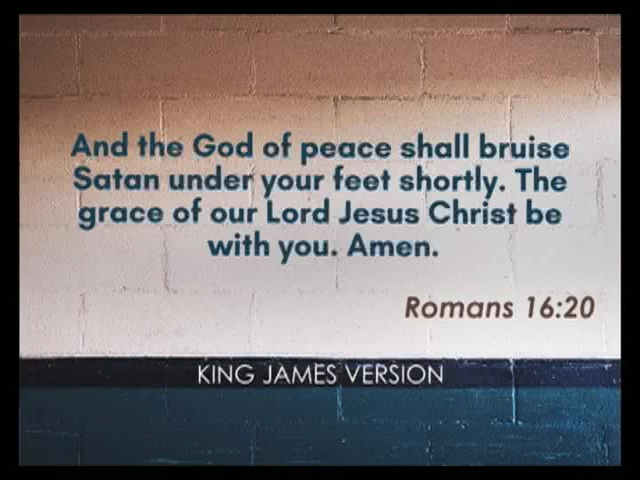 And the God of peace shall bruise
Satan under your feet shortly. The
grace of our Lord Jesus Christ be
with you. Amen.
Romans 16:20
KING JAMES VERSION